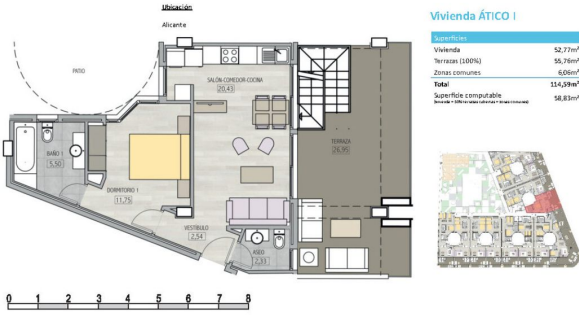 Ubicación
Alicante
Vivienda ÁTICO I
Superficies
Vivienda 52,77m²
Terrazas (100%) 55,76m²
Zonas comunes 6,06m²
Total 114,59m²
Superficie computable 58,83m²
PATIO
SALÓN-COMEDOR-COCINA
20,43
TERRAZA
26,95
BAÑO 1
5,50
DORMITORIO 1
11,75
VESTÍBULO
2,54
ASEO
2,33
0 1 2 3 4 5 6 7 8